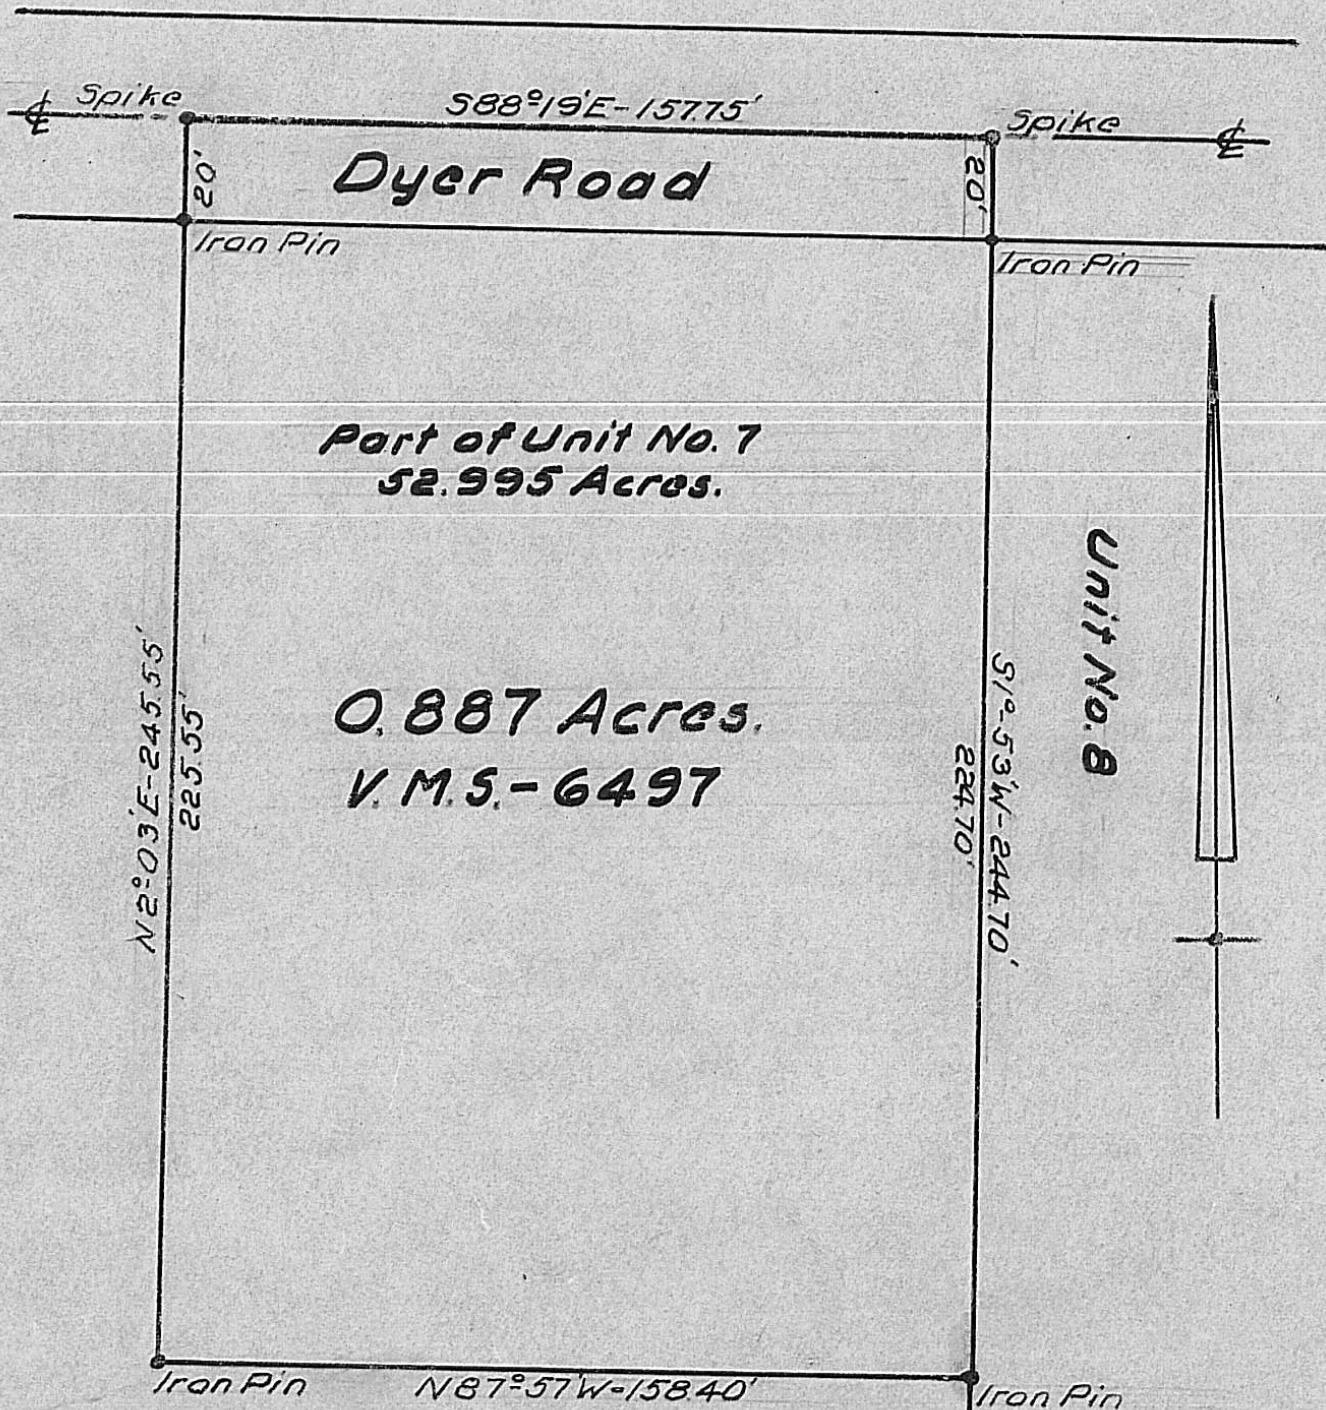 Spike
S88°19'E-157.75'
Spike
℄
℄
20'
Dyer Road
20'
Iron Pin
Iron Pin
Part of Unit No. 7
52.995 Acres.
Unit No. 8
N2°03'E-245.55'
225.55'
0.887 Acres.
V.M.S.-6497
224.70'
S1°-53'W-244.70'
Iron Pin
N87°57'W-158.40'
Iron Pin